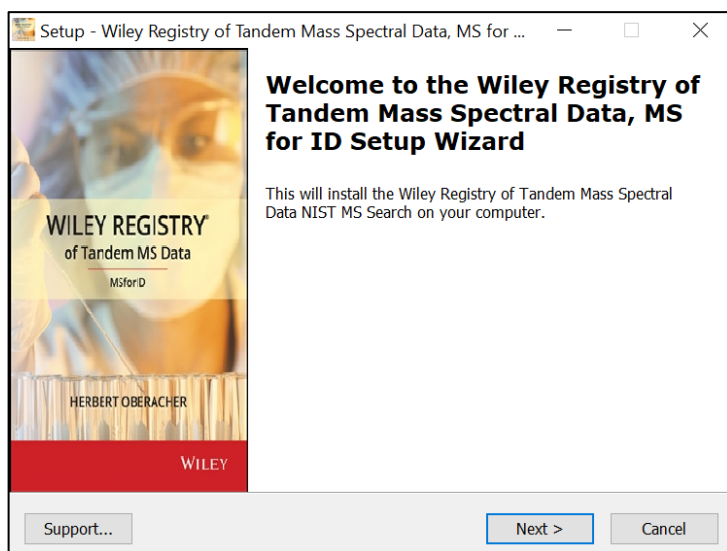 Setup - Wiley Registry of Tandem Mass Spectral Data, MS for ...
Welcome to the Wiley Registry of
Tandem Mass Spectral Data, MS
for ID Setup Wizard
This will install the Wiley Registry of Tandem Mass Spectral
Data NIST MS Search on your computer.
WILEY REGISTRY®
of Tandem MS Data
MSforID
HERBERT OBERACHER
WILEY
Support...
Next >
Cancel